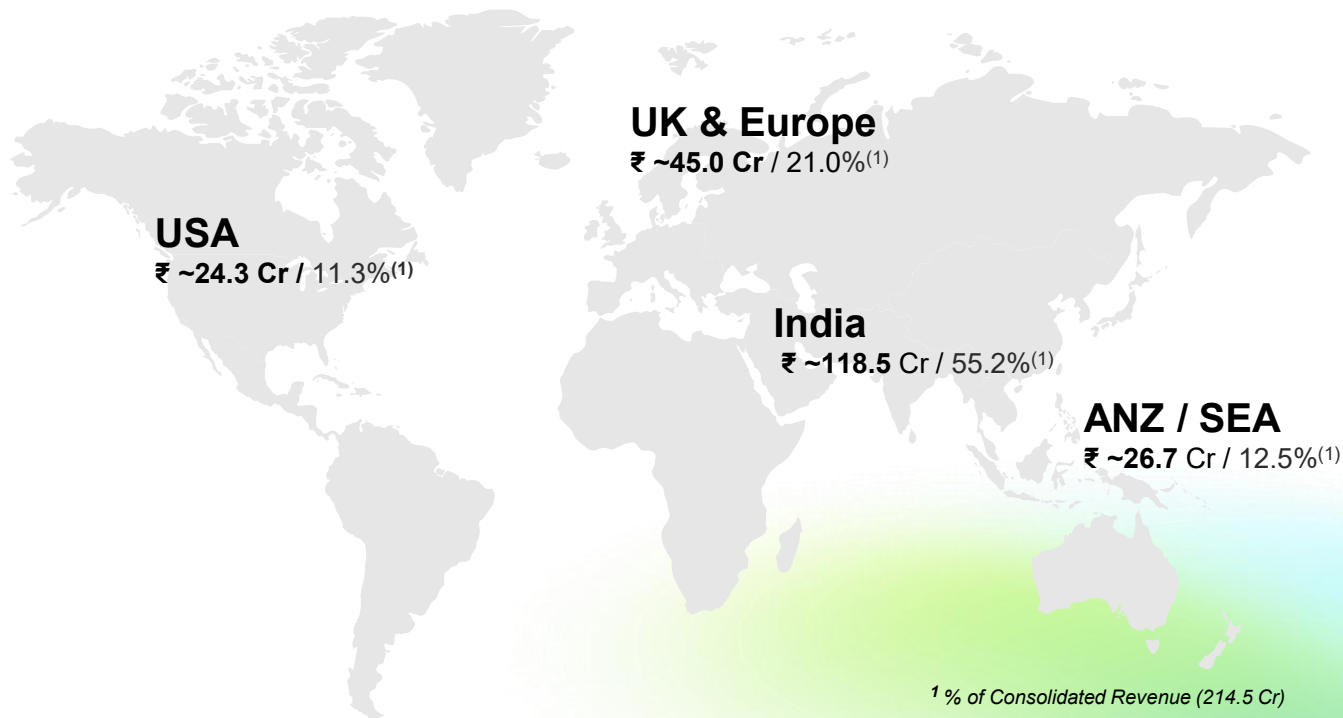 UK & Europe
₹ ~45.0 Cr / 21.0%(1)
USA
₹ ~24.3 Cr / 11.3%(1)
India
₹ ~118.5 Cr / 55.2%(1)
ANZ / SEA
₹ ~26.7 Cr / 12.5%(1)
1 % of Consolidated Revenue (214.5 Cr)